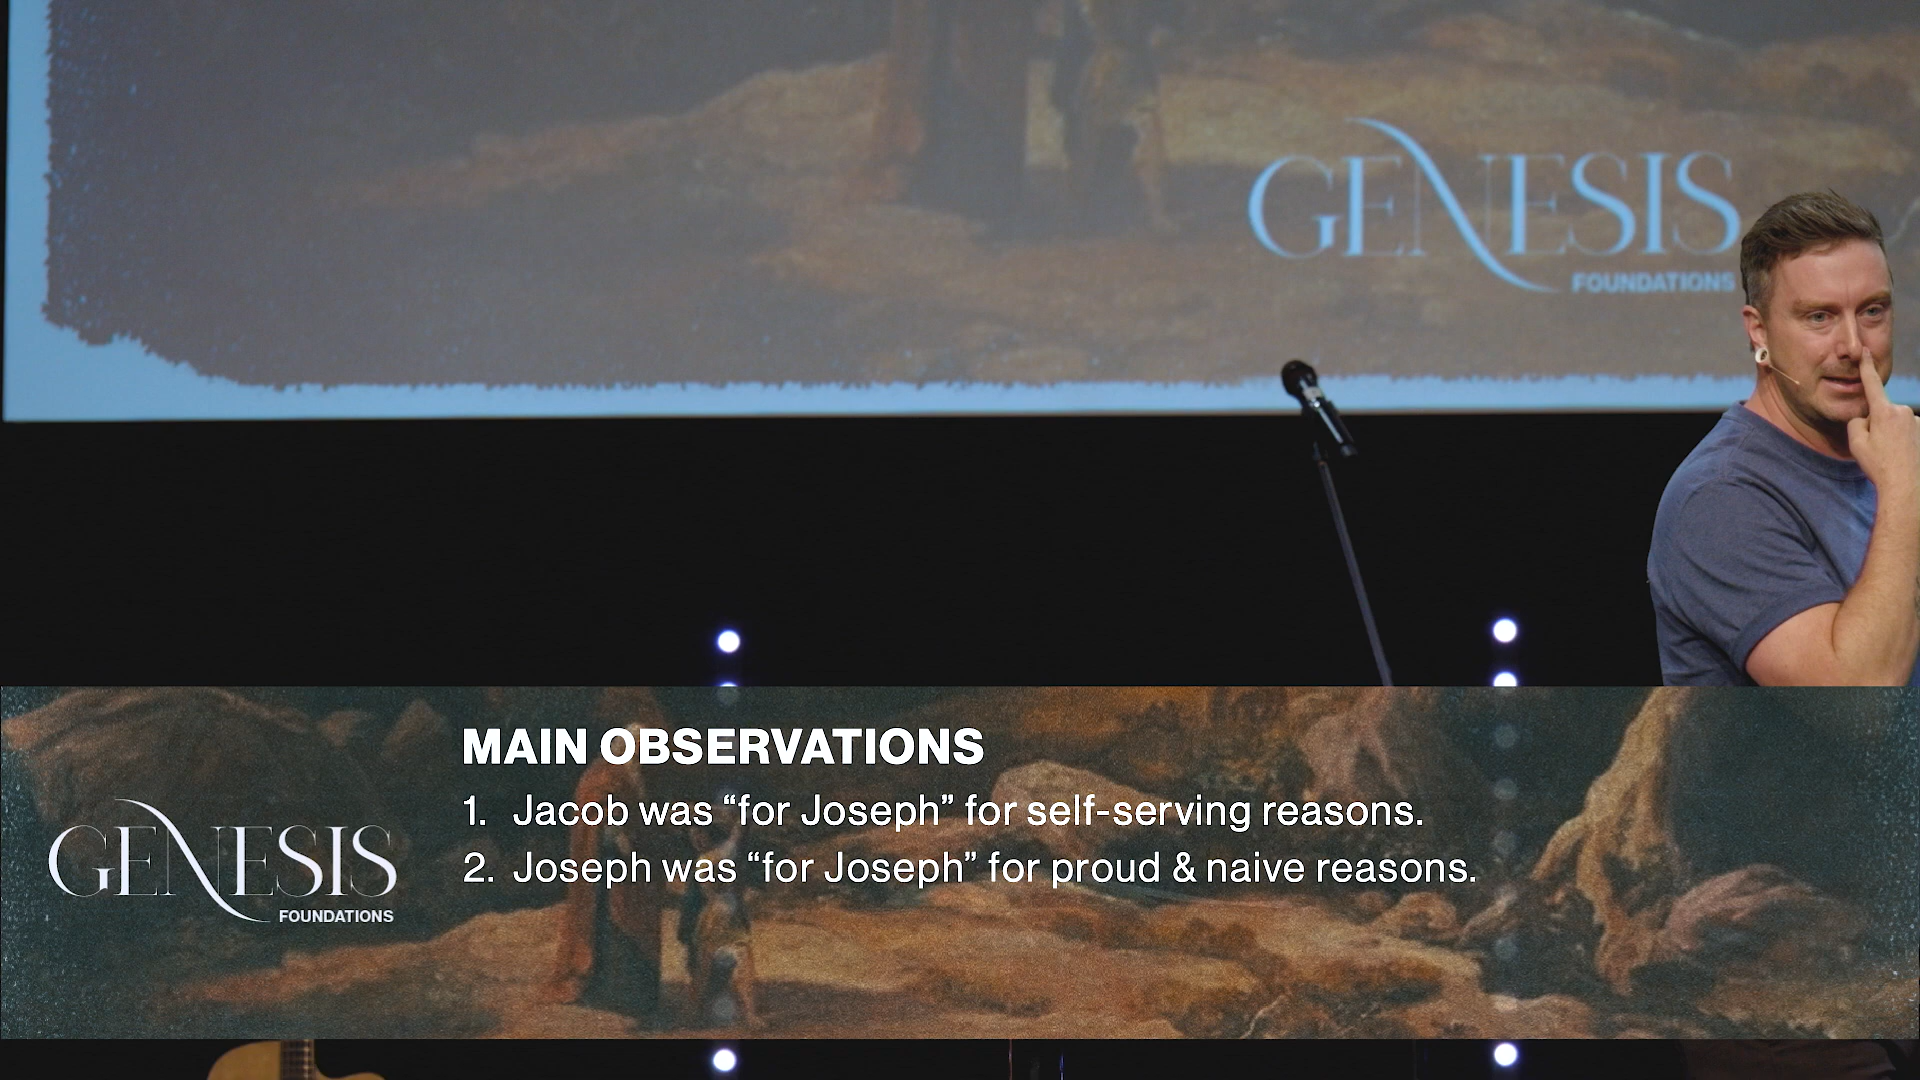 GENESIS
FOUNDATIONS
MAIN OBSERVATIONS
1. Jacob was “for Joseph” for self-serving reasons.
2. Joseph was “for Joseph” for proud & naive reasons.
GENESIS
FOUNDATIONS